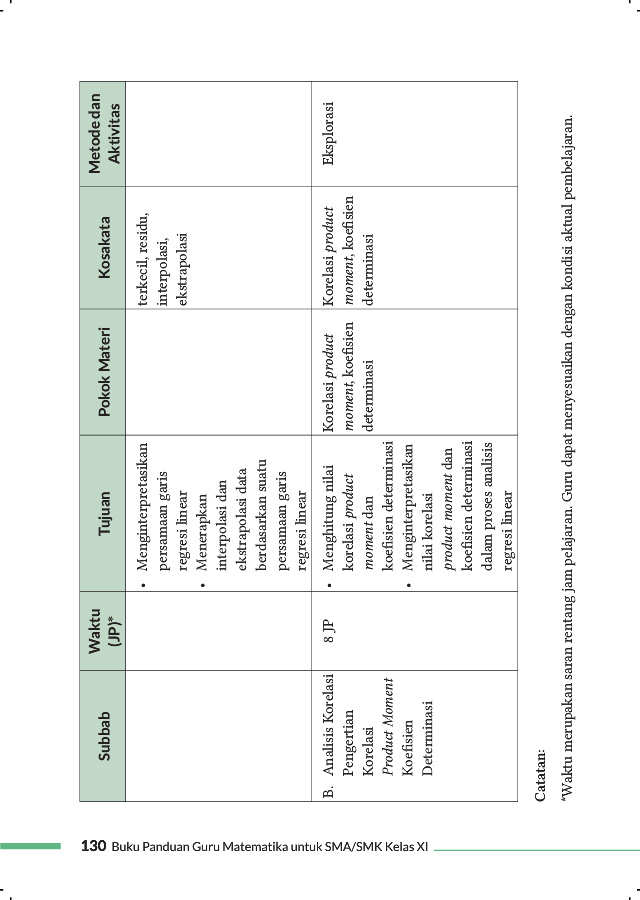 Subbab
Waktu
(JP)*
Tujuan
Pokok Materi
Kosakata
Metode dan
Aktivitas
• Menginterpretasikan
persamaan garis
regresi linear
• Menerapkan
interpolasi dan
ekstrapolasi data
berdasarkan suatu
persamaan garis
regresi linear
terkecil, residu,
interpolasi,
ekstrapolasi
B. Analisis Korelasi
Pengertian
Korelasi
Product Moment
Koefisien
Determinasi
8 JP
• Menghitung nilai
korelasi product
moment dan
koefisien determinasi
• Menginterpretasikan
nilai korelasi
product moment dan
koefisien determinasi
dalam proses analisis
regresi linear
Korelasi product
moment, koefisien
determinasi
Korelasi product
moment, koefisien
determinasi
Eksplorasi
Catatan:
*Waktu merupakan saran rentang jam pelajaran. Guru dapat menyesuaikan dengan kondisi aktual pembelajaran.
130 Buku Panduan Guru Matematika untuk SMA/SMK Kelas XI